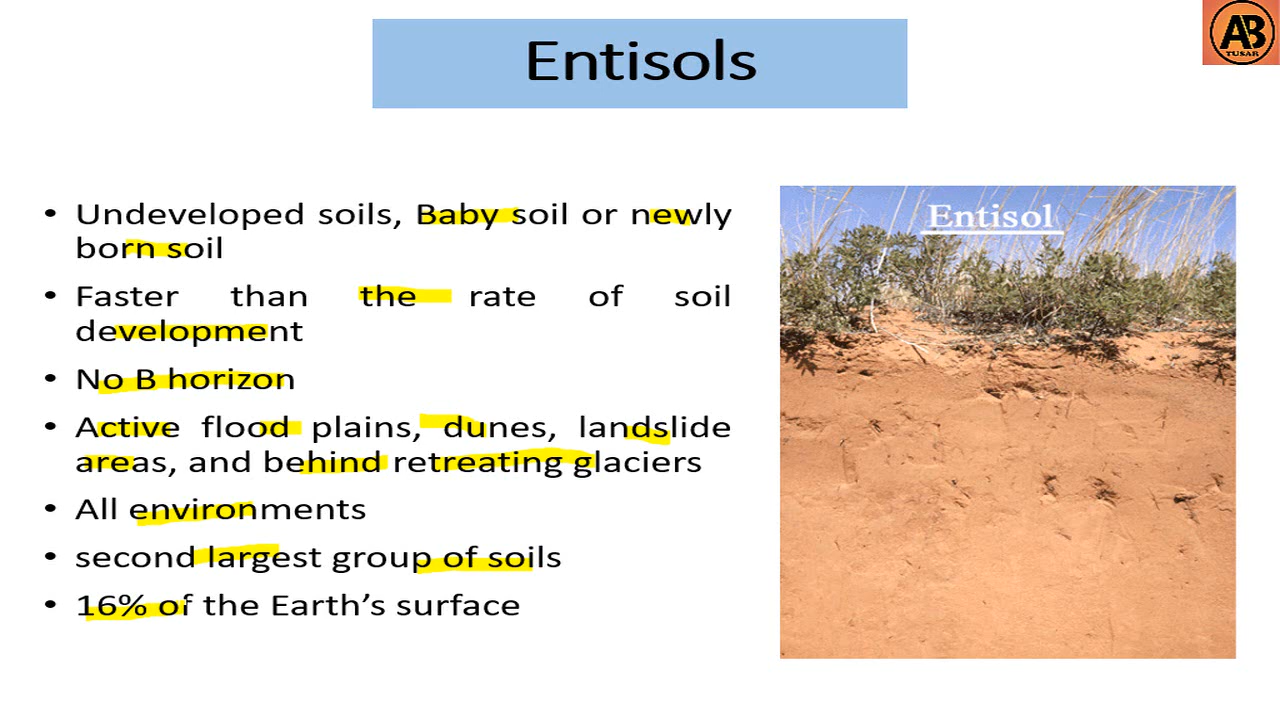 Entisols
AB
TUSAR
• Undeveloped soils, Baby soil or newly
born soil
• Faster than the rate of soil
development
• No B horizon
• Active flood plains, dunes, landslide
areas, and behind retreating glaciers
• All environments
• second largest group of soils
• 16% of the Earth’s surface
Entisol